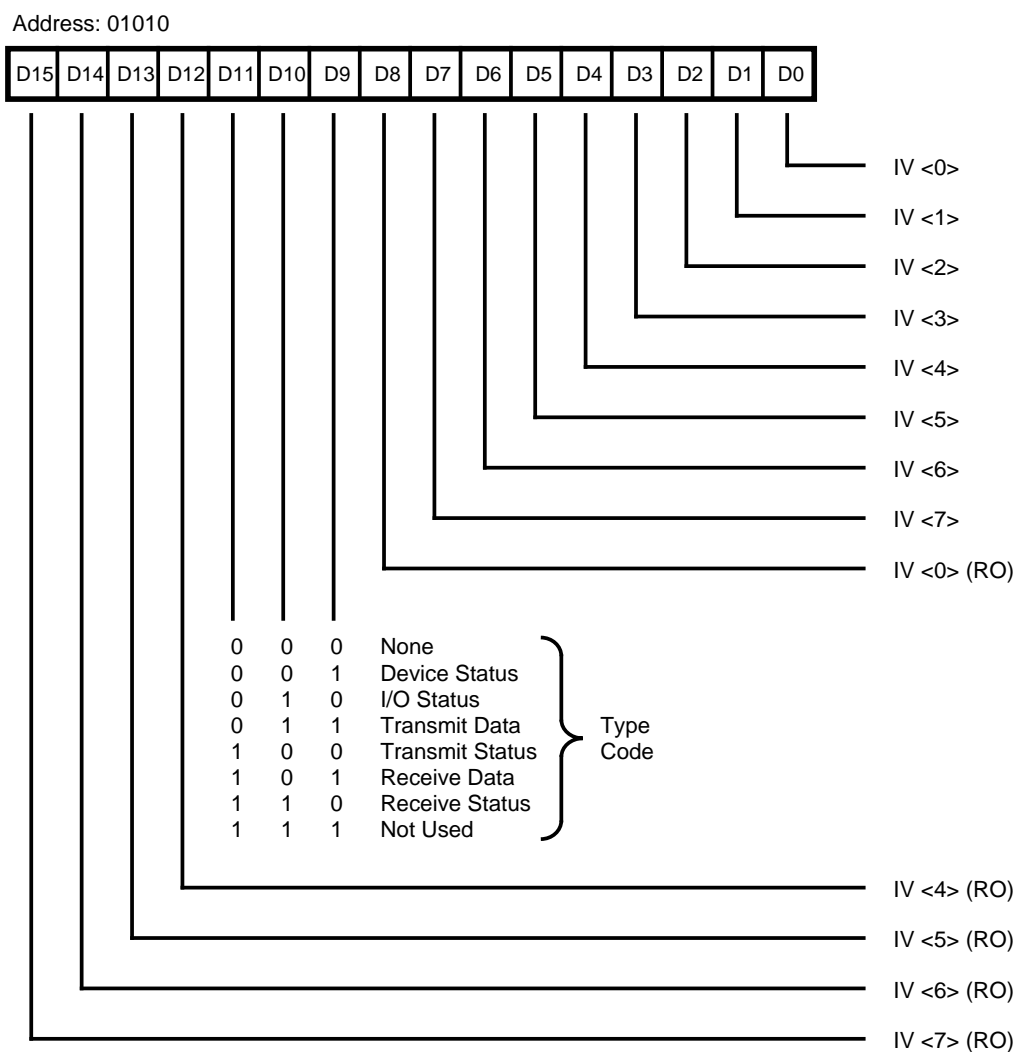 Address: 01010
D15 D14 D13 D12 D11 D10 D9 D8 D7 D6 D5 D4 D3 D2 D1 D0
IV <0>
IV <1>
IV <2>
IV <3>
IV <4>
IV <5>
IV <6>
IV <7>
IV <0> (RO)
0 0 0 None
0 0 1 Device Status
0 1 0 I/O Status
0 1 1 Transmit Data
1 0 0 Transmit Status
1 0 1 Receive Data
1 1 0 Receive Status
1 1 1 Not Used
Type
Code
IV <4> (RO)
IV <5> (RO)
IV <6> (RO)
IV <7> (RO)